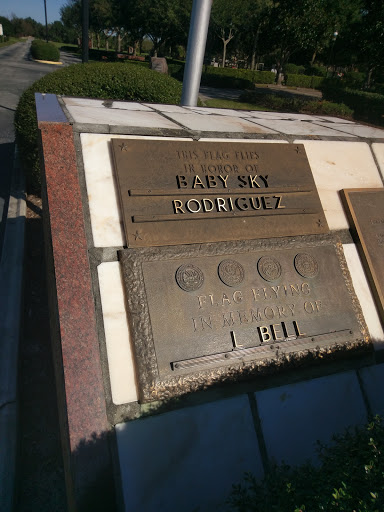 THIS FLAG FLIES
IN HONOR OF
BABY SKY
RODRIGUEZ
FLAG FLYING
IN MEMORY OF
L BELL